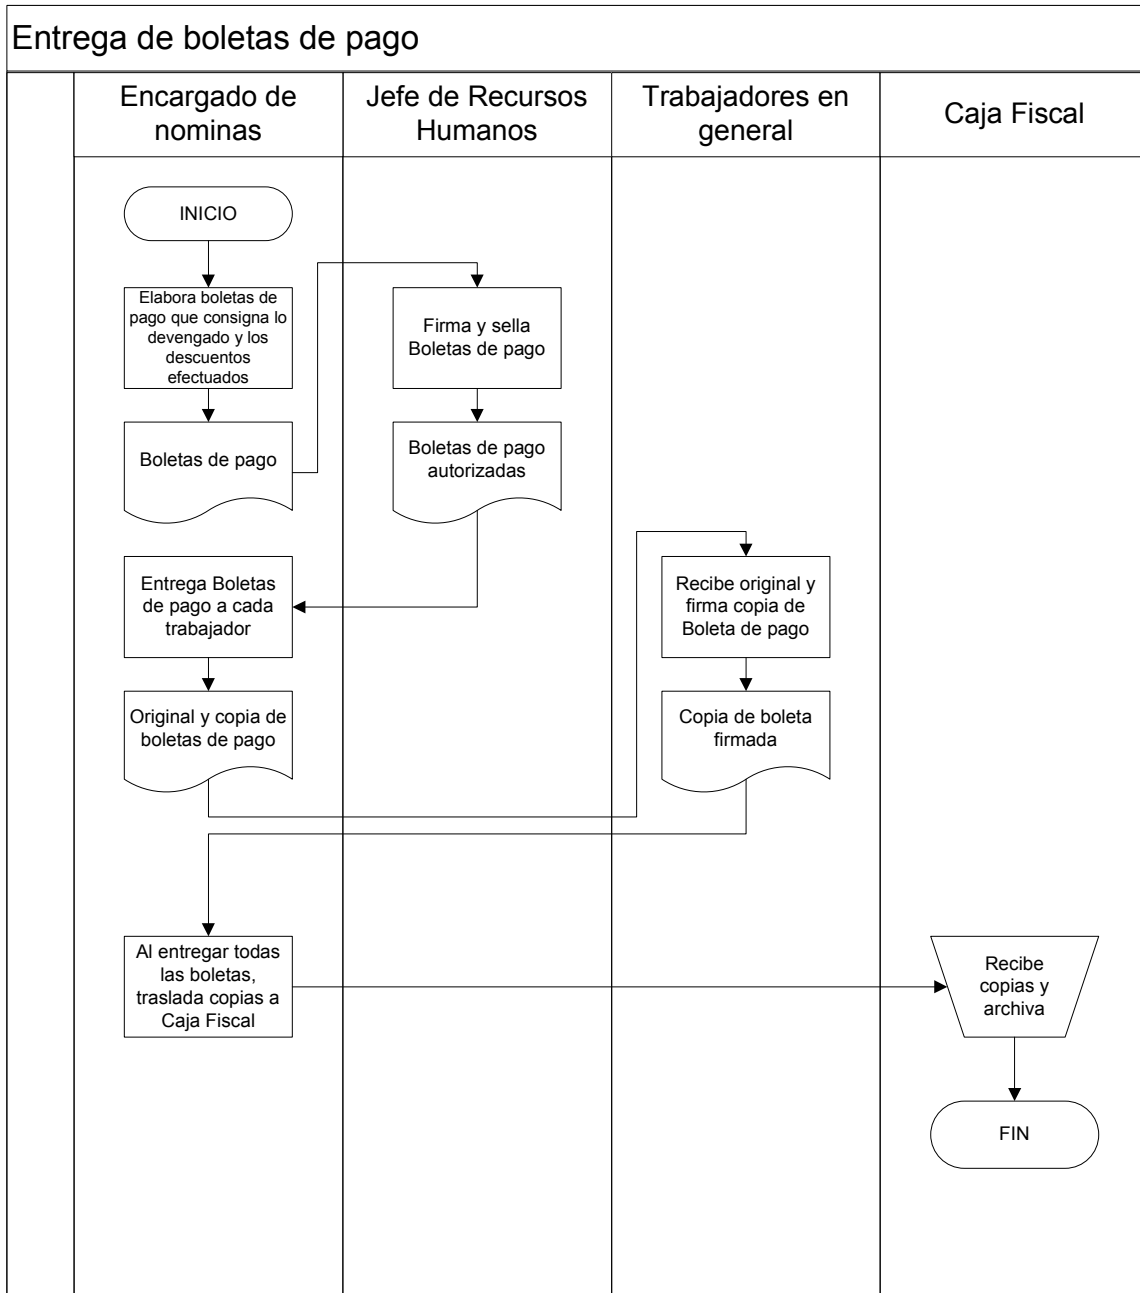 Entrega de boletas de pago
Encargado de
nominas
Jefe de Recursos
Humanos
Trabajadores en
general
Caja Fiscal
INICIO
Elabora boletas de
pago que consigna lo
devengado y los
descuentos
efectuados
Firma y sella
Boletas de pago
Boletas de pago
Boletas de pago
autorizadas
Entrega Boletas
de pago a cada
trabajador
Recibe original y
firma copia de
Boleta de pago
Original y copia de
boletas de pago
Copia de boleta
firmada
Al entregar todas
las boletas,
traslada copias a
Caja Fiscal
Recibe
copias y
archiva
FIN